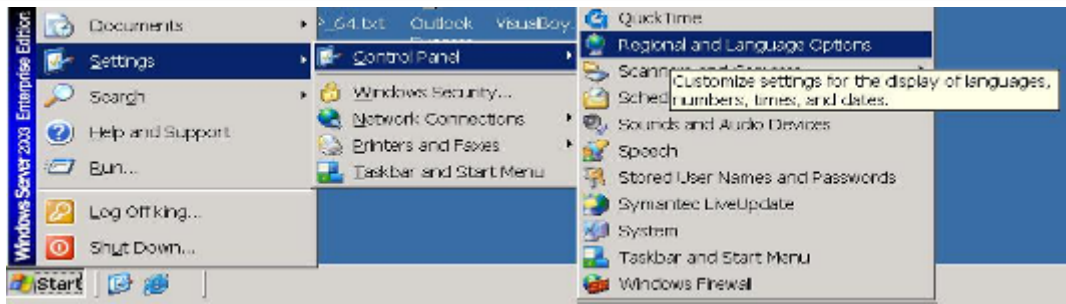 Windows Server 2003 Enterprise Edition
Documents
Settings
Search
Help and Support
Run...
Log Off king...
Shut Down...
Start
_64.txt Outlook VisualBoy.
Control Panel
Windows Security...
Network Connections
Printers and Faxes
Taskbar and Start Menu
QuickTime
Regional and Language Options
Scanners and
Sched
Customize settings for the display of languages,
numbers, times, and dates.
Sounds and Audio Devices
Speech
Stored User Names and Passwords
Symantec LiveUpdate
System
Taskbar and Start Menu
Windows Firewall